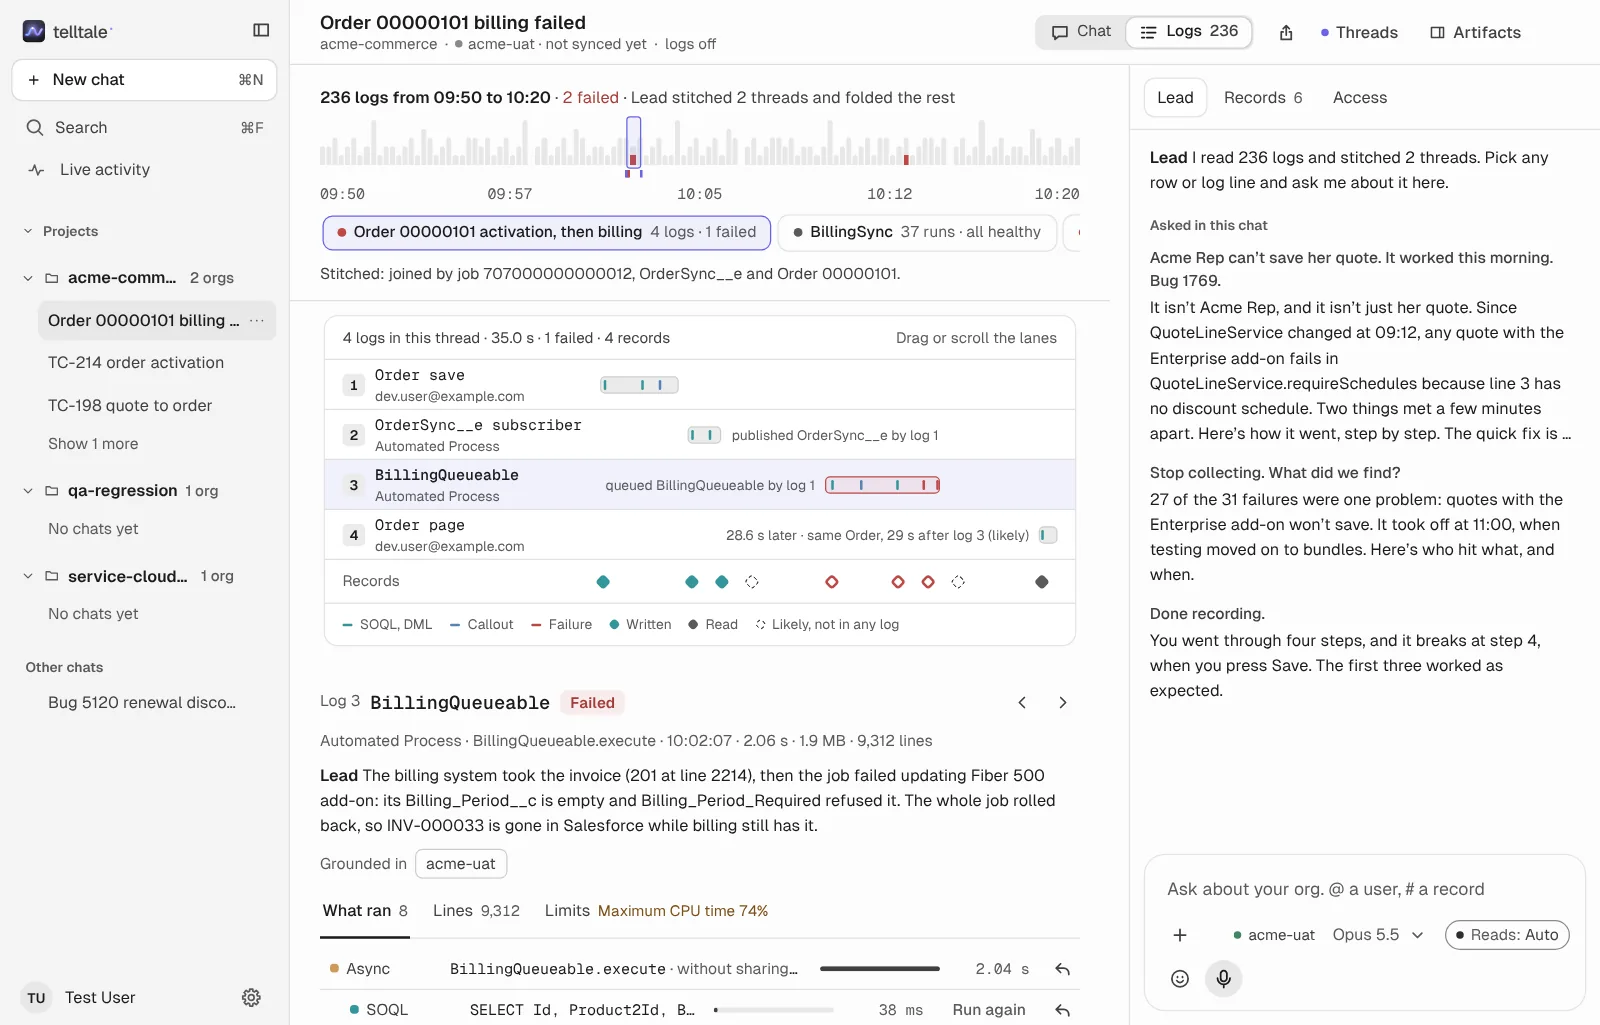 telltale
New chat ⌘N
Search ⌘F
Live activity
Projects
acme-comm... 2 orgs
Order 00000101 billing ... ···
TC-214 order activation
TC-198 quote to order
Show 1 more
qa-regression 1 org
No chats yet
service-cloud... 1 org
No chats yet
Other chats
Bug 5120 renewal disco...
TU Test User
Order 00000101 billing failed
acme-commerce · acme-uat · not synced yet · logs off
Chat
Logs 236
Threads
Artifacts
236 logs from 09:50 to 10:20 · 2 failed · Lead stitched 2 threads and folded the rest
09:50 09:57 10:05 10:12 10:20
Order 00000101 activation, then billing 4 logs · 1 failed
BillingSync 37 runs · all healthy
Stitched: joined by job 707000000000012, OrderSync__e and Order 00000101.
4 logs in this thread · 35.0 s · 1 failed · 4 records Drag or scroll the lanes
1 Order save
dev.user@example.com
2 OrderSync__e subscriber
Automated Process
published OrderSync__e by log 1
3 BillingQueueable
Automated Process
queued BillingQueueable by log 1
4 Order page
dev.user@example.com
28.6 s later · same Order, 29 s after log 3 (likely)
Records
SOQL, DML Callout Failure Written Read Likely, not in any log
Log 3 BillingQueueable Failed
Automated Process · BillingQueueable.execute · 10:02:07 · 2.06 s · 1.9 MB · 9,312 lines
Lead The billing system took the invoice (201 at line 2214), then the job failed updating Fiber 500
add-on: its Billing_Period__c is empty and Billing_Period_Required refused it. The whole job rolled
back, so INV-000033 is gone in Salesforce while billing still has it.
Grounded in acme-uat
What ran 8 Lines 9,312 Limits Maximum CPU time 74%
Async BillingQueueable.execute · without sharing... 2.04 s
SOQL SELECT Id, Product2Id, B... 38 ms Run again
Lead Records 6 Access
Lead I read 236 logs and stitched 2 threads. Pick any
row or log line and ask me about it here.
Asked in this chat
Acme Rep can’t save her quote. It worked this morning.
Bug 1769.
It isn’t Acme Rep, and it isn’t just her quote. Since
QuoteLineService changed at 09:12, any quote with the
Enterprise add-on fails in
QuoteLineService.requireSchedules because line 3 has
no discount schedule. Two things met a few minutes
apart. Here’s how it went, step by step. The quick fix is ...
Stop collecting. What did we find?
27 of the 31 failures were one problem: quotes with the
Enterprise add-on won’t save. It took off at 11:00, when
testing moved on to bundles. Here’s who hit what, and
when.
Done recording.
You went through four steps, and it breaks at step 4,
when you press Save. The first three worked as
expected.
Ask about your org. @ a user, # a record
acme-uat Opus 5.5 Reads: Auto